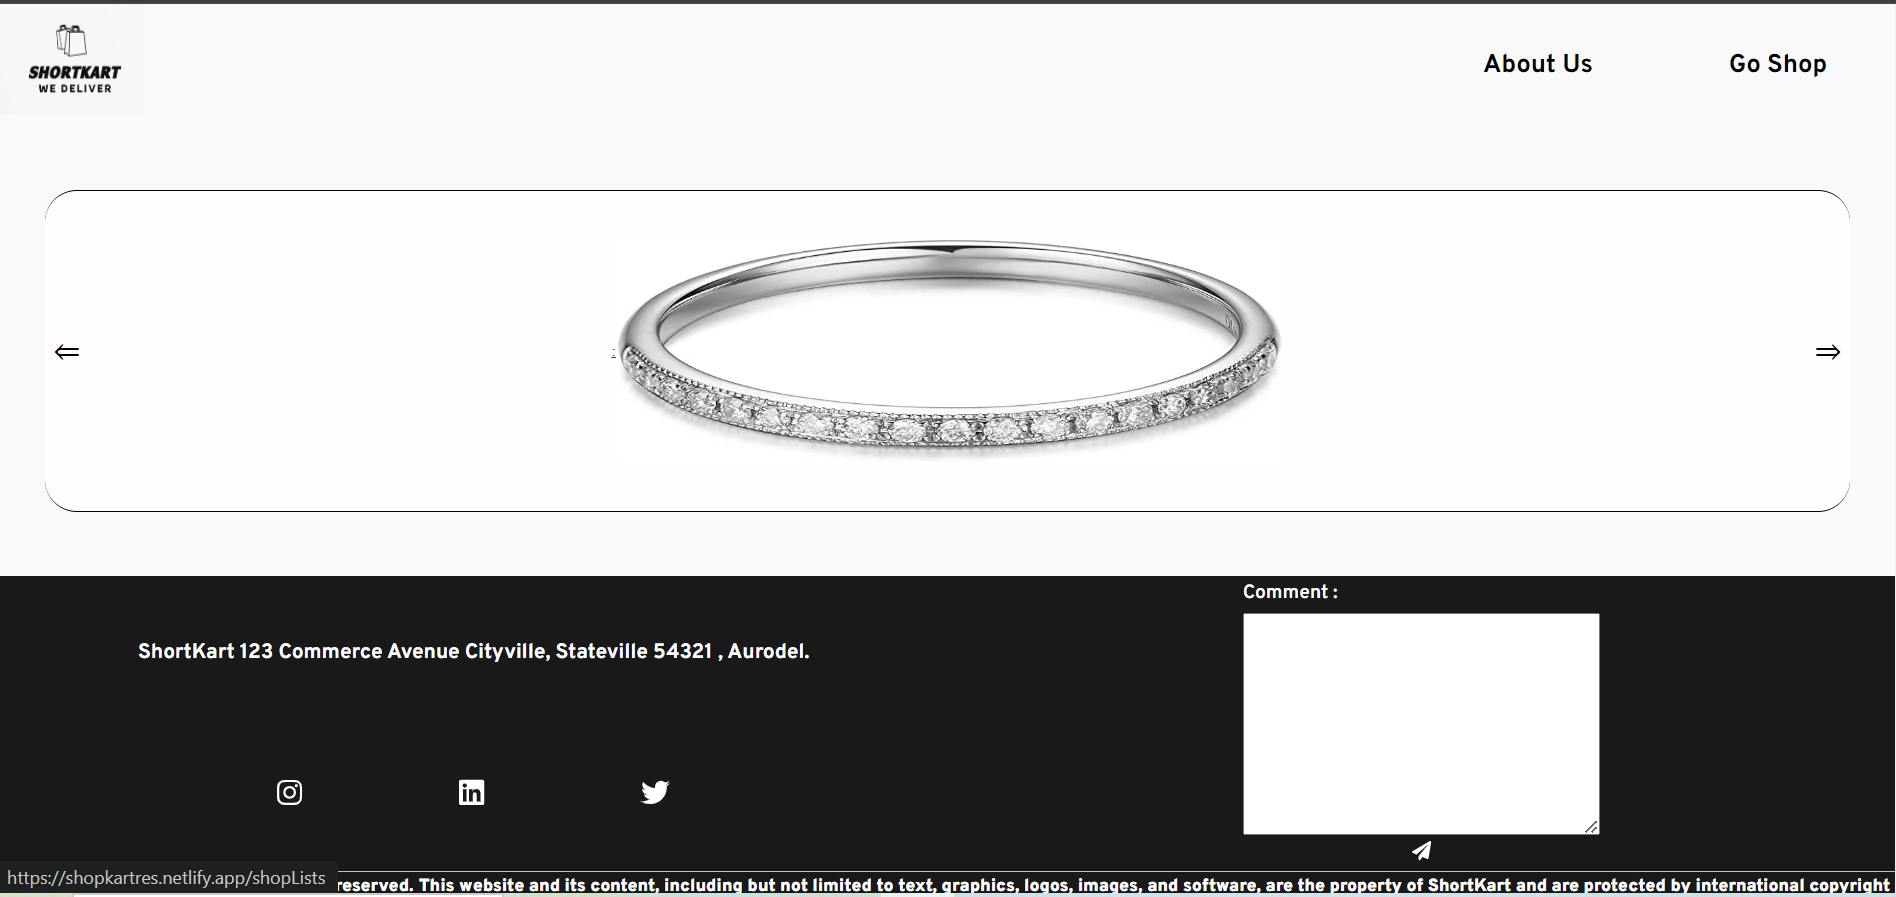 SHORTKART
WE DELIVER
About Us
Go Shop
⇐
⇒
Comment :
ShortKart 123 Commerce Avenue Cityville, Stateville 54321 , Aurodel.
https://shopkartres.netlify.app/shopLists
reserved. This website and its content, including but not limited to text, graphics, logos, images, and software, are the property of ShortKart and are protected by international copyright